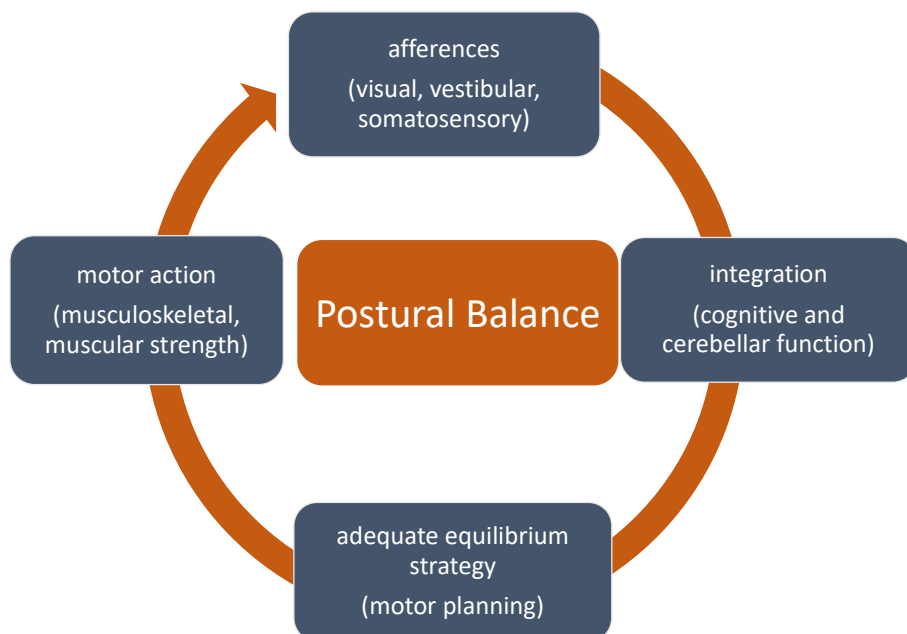 afferences
(visual, vestibular,
somatosensory)
motor action
(musculoskeletal,
muscular strength)
Postural Balance
integration
(cognitive and
cerebellar function)
adequate equilibrium
strategy
(motor planning)